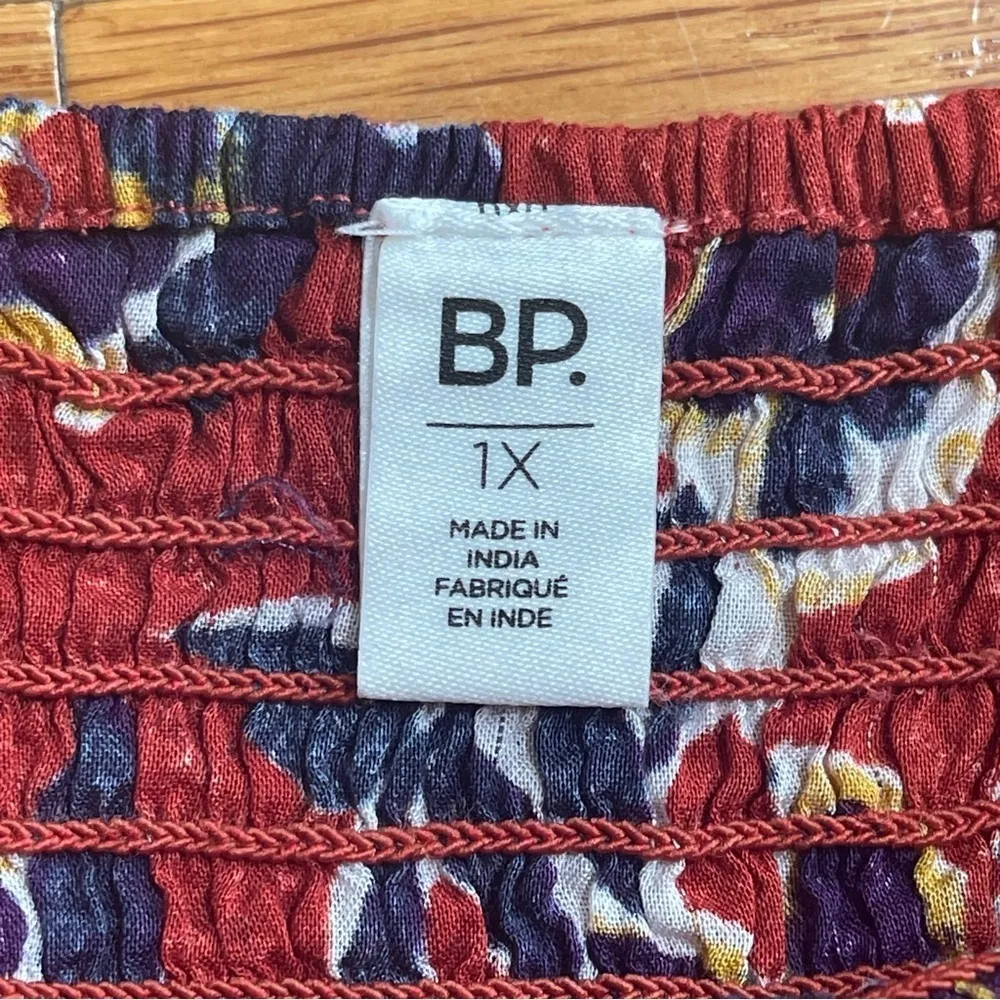 BP.
1X
MADE IN
INDIA
FABRIQUÉ
EN INDE